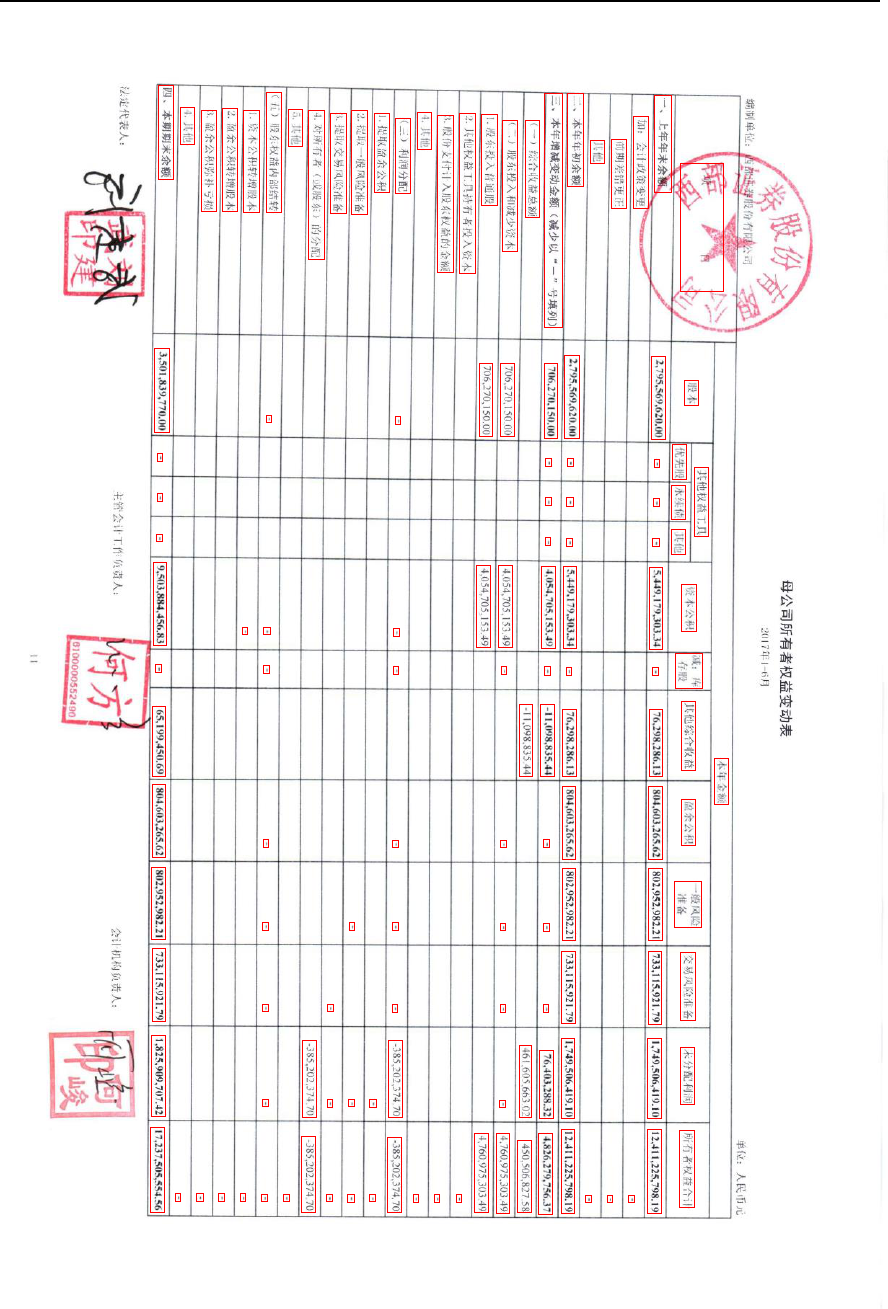 母公司所有者权益变动表
2017年1-6月
编制单位：西部证券股份有限公司 单位：人民币元
项 目 本年金额
股本 其他权益工具 资本公积 减：库存股 其他综合收益 盈余公积 一般风险准备 交易风险准备 未分配利润 所有者权益合计
优先股 永续债 其他
一、上年年末余额 2,795,569,620.00 - - - 5,449,179,303.34 - 76,298,286.13 804,603,265.62 802,952,982.21 733,115,921.79 1,749,506,419.10 12,411,225,798.19
加：会计政策变更 -
前期差错更正 -
其他 -
二、本年年初余额 2,795,569,620.00 - - - 5,449,179,303.34 - 76,298,286.13 804,603,265.62 802,952,982.21 733,115,921.79 1,749,506,419.10 12,411,225,798.19
三、本年增减变动金额（减少以“－”号填列） 706,270,150.00 - - - 4,054,705,153.49 - -11,098,835.44 - - - 76,403,288.32 4,826,279,756.37
（一）综合收益总额 -11,098,835.44 461,605,663.02 450,506,827.58
（二）股东投入和减少资本 706,270,150.00 4,054,705,153.49 - - - - - 4,760,975,303.49
1. 股东投入普通股 706,270,150.00 4,054,705,153.49 4,760,975,303.49
2. 其他权益工具持有者投入资本 -
3. 股份支付计入股东权益的金额 -
4. 其他 -
（三）利润分配 - - - - - - -385,202,374.70 -385,202,374.70
1. 提取盈余公积 - -
2. 提取一般风险准备 - - -
3. 提取交易风险准备 - - -
4. 对所有者（或股东）的分配 -385,202,374.70 -385,202,374.70
5. 其他 -
（五）股东权益内部结转 - - - - - - - -
1. 资本公积转增股本 - -
2. 盈余公积转增股本 -
3. 盈余公积弥补亏损 -
4. 其他 -
四、本期期末余额 3,501,839,770.00 - - - 9,503,884,456.83 - 65,199,450.69 804,603,265.62 802,952,982.21 733,115,921.79 1,825,909,707.42 17,237,505,554.56
法定代表人： 主管会计工作负责人： 会计机构负责人：
西部证券股份有限公司
何方
6100000552496
11